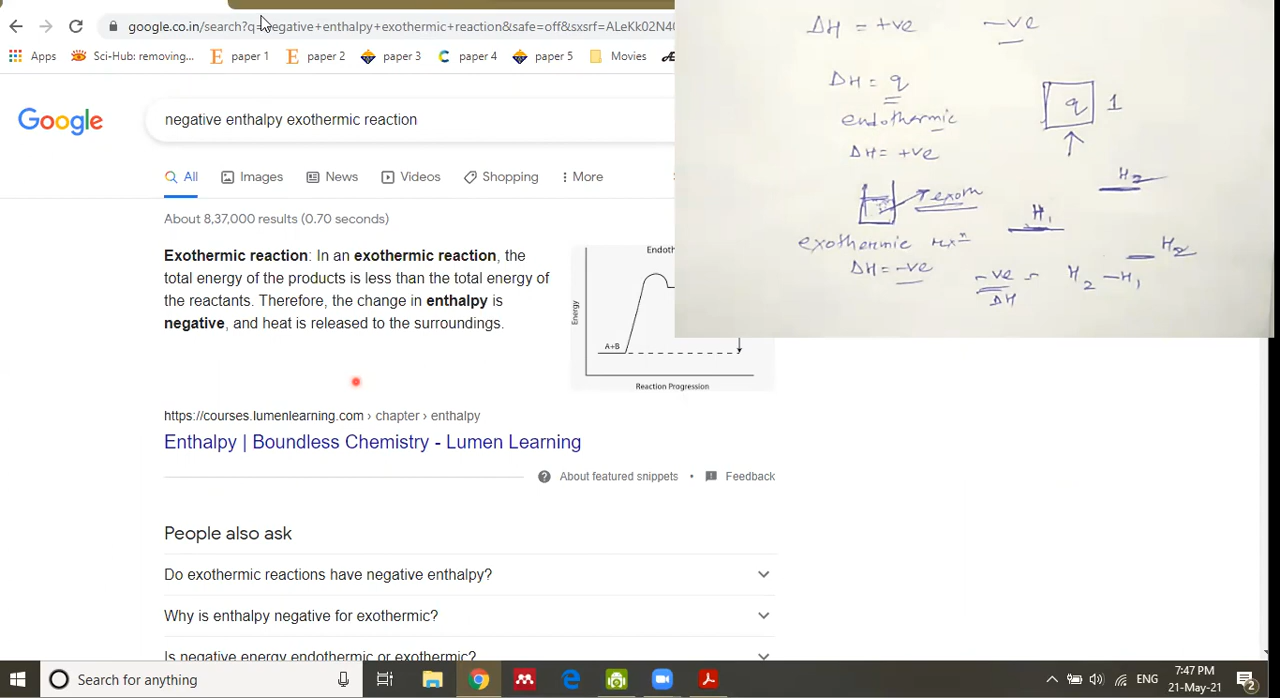 google.co.in/search?q=negative+enthalpy+exothermic+reaction&safe=off&sxsrf=ALeKk02N4
Apps Sci-Hub: removing... paper 1 paper 2 paper 3 paper 4 paper 5 Movies
Google
negative enthalpy exothermic reaction
All Images News Videos Shopping More
About 8,37,000 results (0.70 seconds)
Exothermic reaction: In an exothermic reaction, the
total energy of the products is less than the total energy of
the reactants. Therefore, the change in enthalpy is
negative, and heat is released to the surroundings.
Endoth
Energy
A+B
Reaction Progression
https://courses.lumenlearning.com › chapter › enthalpy
Enthalpy | Boundless Chemistry - Lumen Learning
About featured snippets • Feedback
People also ask
Do exothermic reactions have negative enthalpy?
Why is enthalpy negative for exothermic?
Is negative energy endothermic or exothermic?
ΔH = +ve -ve
ΔH = q
endothermic
ΔH = +ve
q 1
H2
exom
H1
exothermic rxn
H2
ΔH = -ve
-ve = H2 - H1
ΔH
Search for anything
ENG
7:47 PM
21-May-21
2